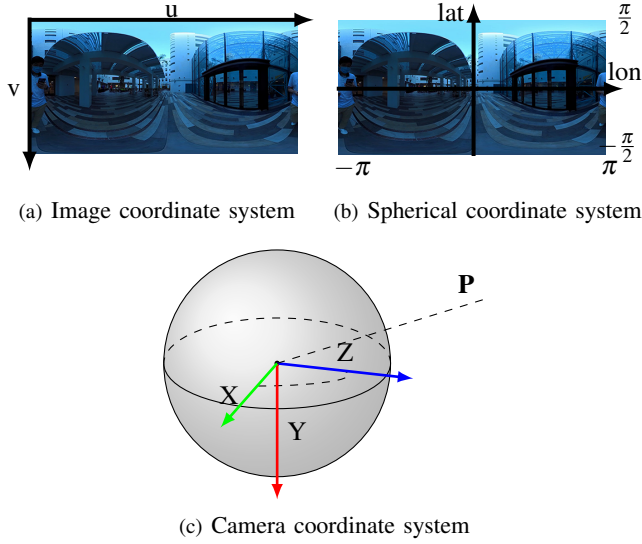 u
v
(a) Image coordinate system
lat
π/2
lon
-π/2
-π
π
(b) Spherical coordinate system
P
Z
X
Y
(c) Camera coordinate system